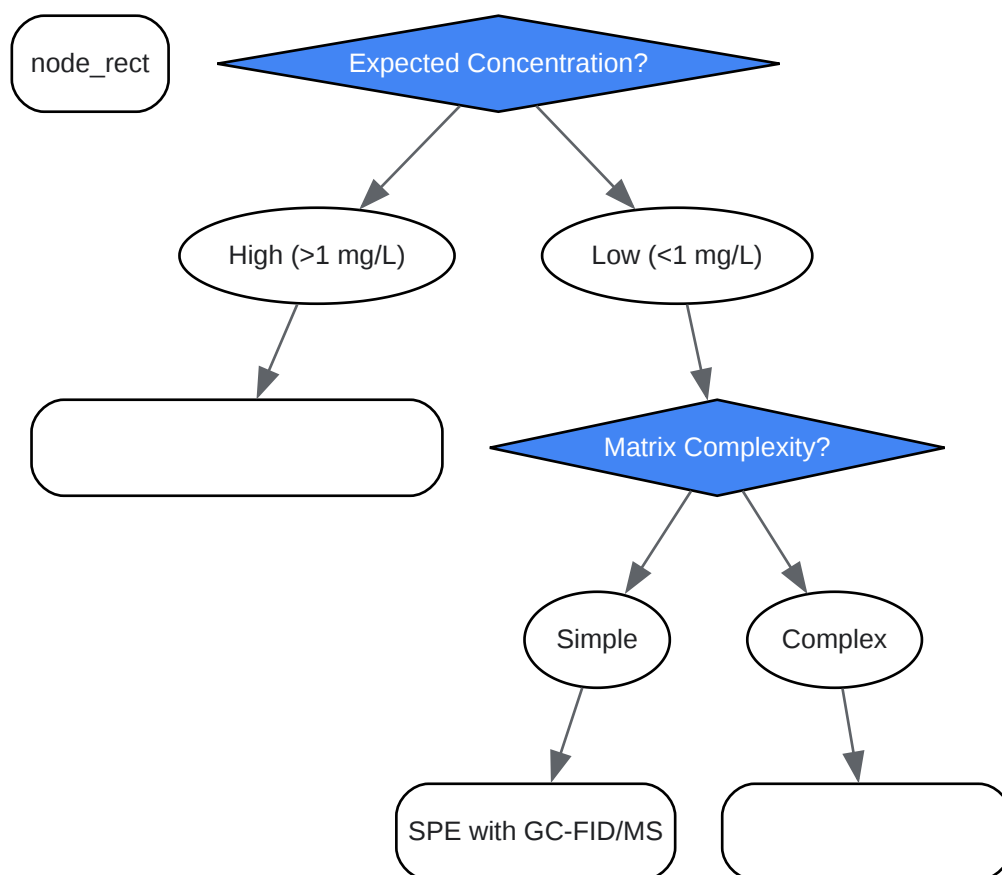 node_rect
Expected Concentration?
High (>1 mg/L)
Low (<1 mg/L)
Matrix Complexity?
Simple
Complex
SPE with GC-FID/MS